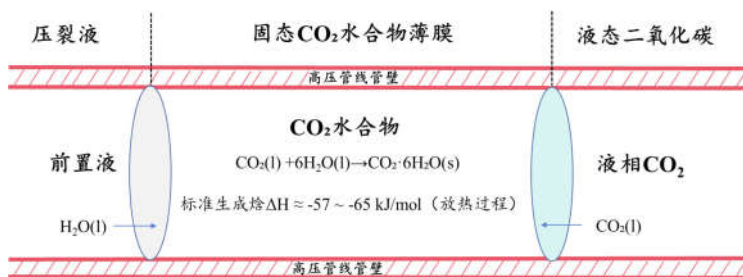 压裂液 固态CO₂水合物薄膜 液态二氧化碳
高压管线管壁
CO₂水合物
前置液 CO₂(l) +6H₂O(l)→CO₂·6H₂O(s) 液相CO₂
标准生成焓ΔH ≈ -57 ~ -65 kJ/mol（放热过程）
H₂O(l) CO₂(l)
高压管线管壁